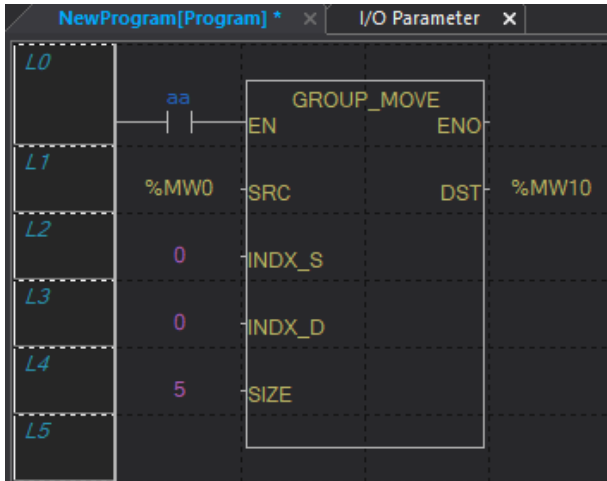 NewProgram[Program] * × I/O Parameter ×
L0
aa
GROUP_MOVE
EN ENO
L1
%MW0 SRC DST %MW10
L2
0 INDX_S
L3
0 INDX_D
L4
5 SIZE
L5